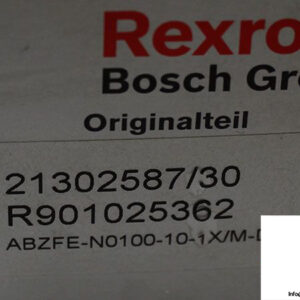 Rexro
Bosch Gr
Originalteil
21302587/30
R901025362
ABZFE-N0100-10-1X/M-D